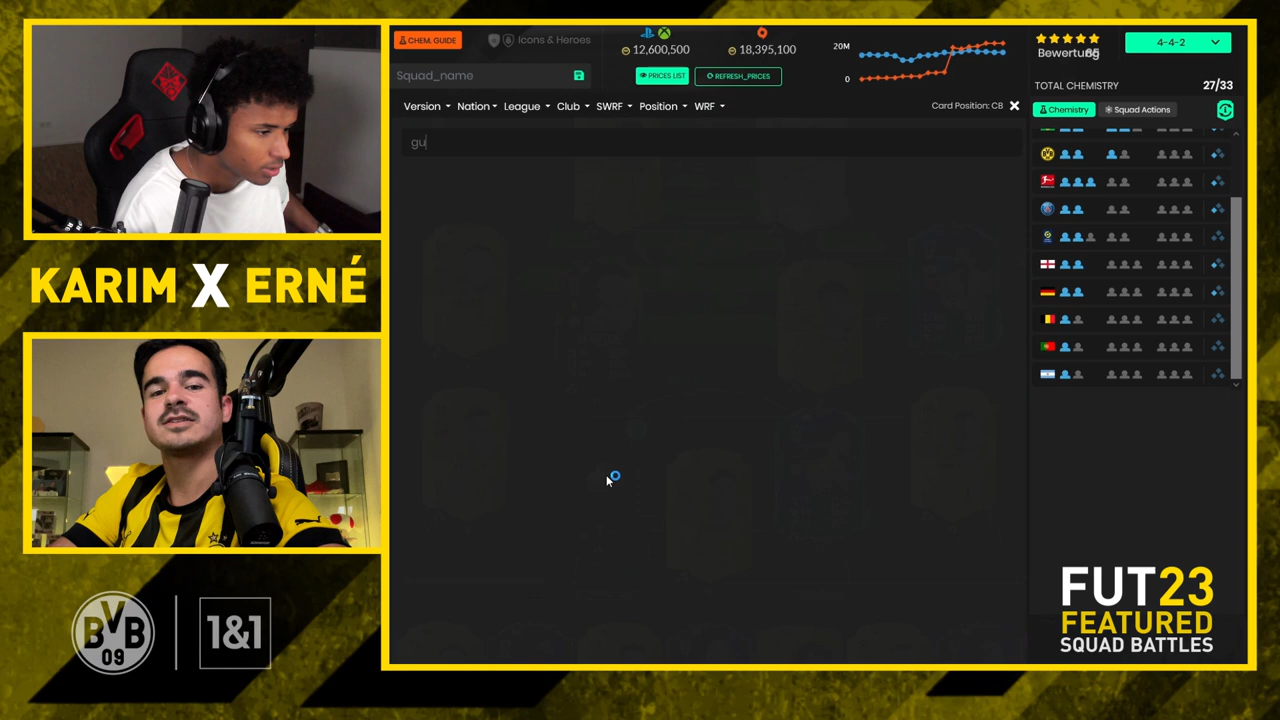 KARIM X ERNÉ
BVB 09
1&1
CHEM. GUIDE
Icons & Heroes
12,600,500
18,395,100
20M
0
Squad_name
PRICES LIST
REFRESH_PRICES
Version Nation League Club SWRF Position WRF
Card Position: CB
gu
Bewertung 85
4-4-2
TOTAL CHEMISTRY 27/33
Chemistry
Squad Actions
FUT23
FEATURED
SQUAD BATTLES